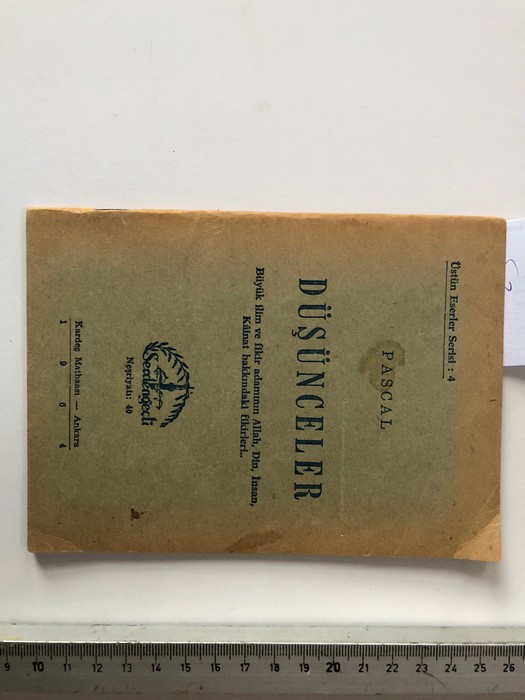 Üstün Eserler Serisi : 4
PASCAL
DÜŞÜNCELER
Büyük ilim ve fikir adamının Allah, Din, İnsan,
Kâinat hakkındaki fikirleri..
Serdengeçti
Neşriyatı: 40
Kardeş Matbaası — Ankara
1 9 6 4
9 10 11 12 13 14 15 16 17 18 19 20 21 22 23 24 25 26